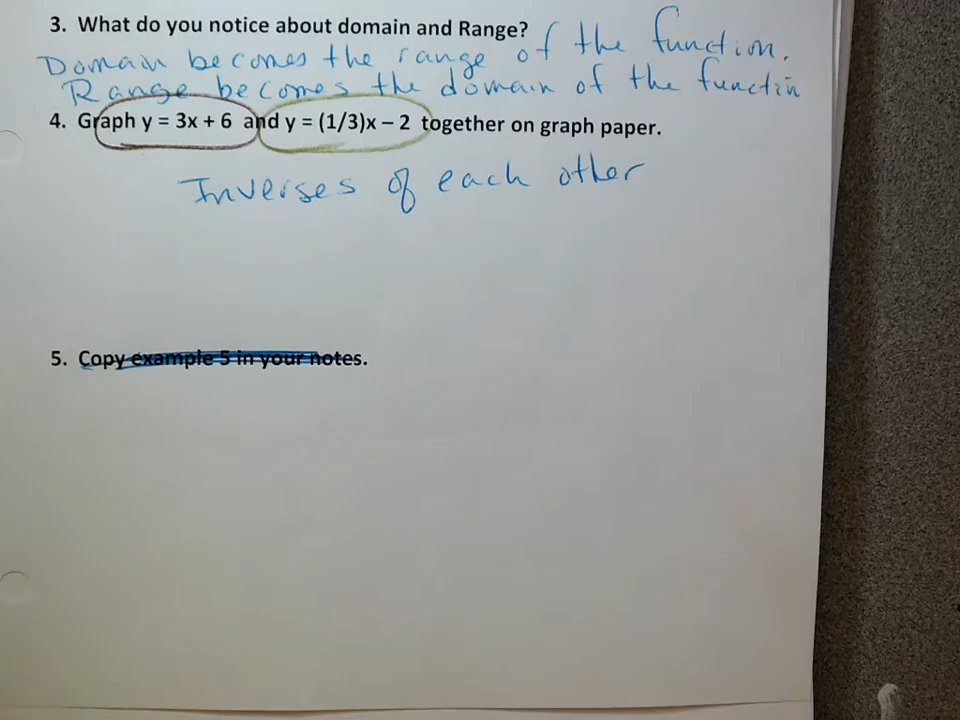 3. What do you notice about domain and Range?
Domain becomes the range of the function.
Range becomes the domain of the functin
4. Graph y = 3x + 6 and y = (1/3)x – 2 together on graph paper.
Inverses of each other
5. Copy example 5 in your notes.